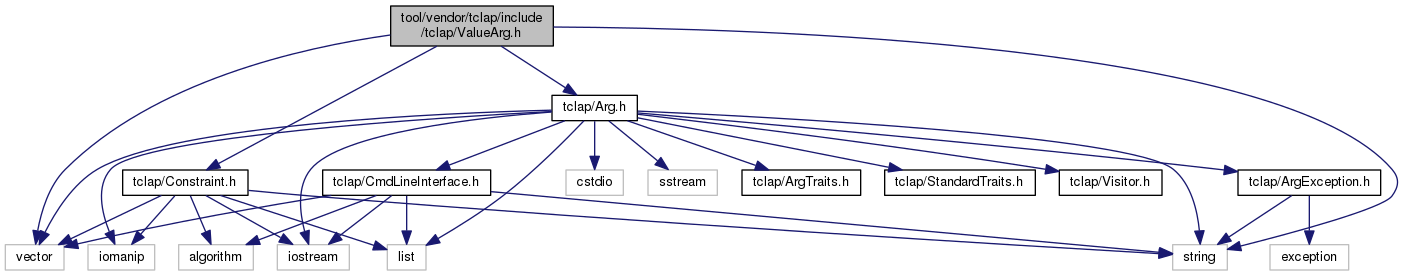 tool/vendor/tclap/include
/tclap/ValueArg.h
tclap/Arg.h
tclap/Constraint.h
tclap/CmdLineInterface.h
cstdio
sstream
tclap/ArgTraits.h
tclap/StandardTraits.h
tclap/Visitor.h
tclap/ArgException.h
vector
iomanip
algorithm
iostream
list
string
exception